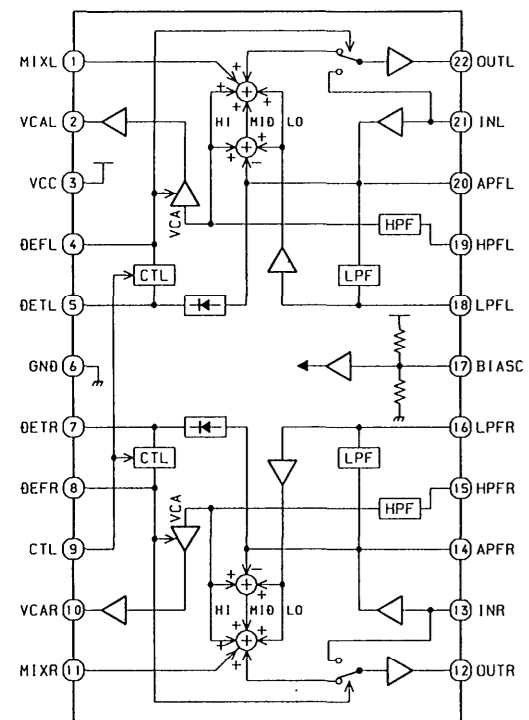 MIXL 1
22 OUTL
VCAL 2
HI MID LO
21 INL
VCC 3
20 APFL
VCA
HPF
DEFL 4
19 HPFL
CTL
LPF
DETL 5
18 LPFL
GND 6
17 BIASC
DETR 7
16 LPFR
CTL
LPF
DEFR 8
VCA
HPF
15 HPFR
CTL 9
14 APFR
VCAR 10
HI MID LO
13 INR
MIXR 11
12 OUTR